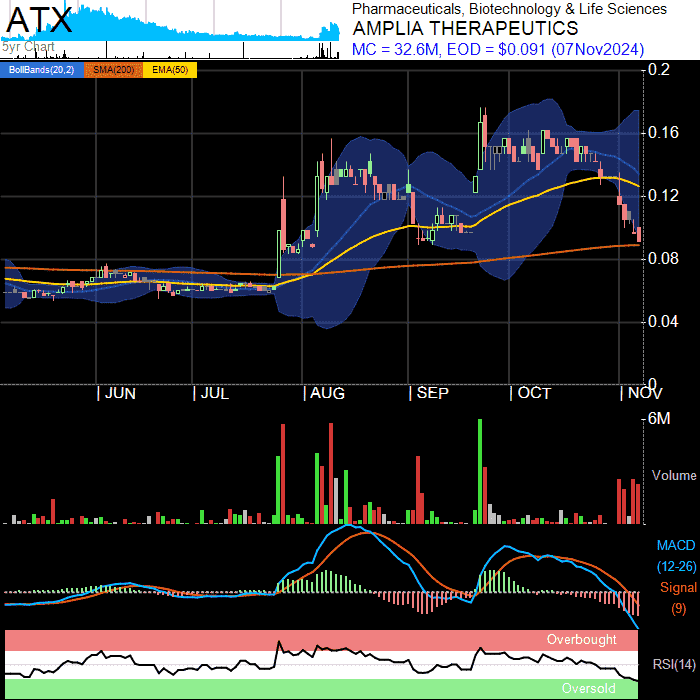 ATX
5yr Chart
Pharmaceuticals, Biotechnology & Life Sciences
AMPLIA THERAPEUTICS
MC = 32.6M, EOD = $0.091 (07Nov2024)
BollBands(20,2) SMA(200) EMA(50)
0.2
0.16
0.12
0.08
0.04
0
JUN JUL AUG SEP OCT NOV
6M
Volume
MACD
(12-26)
Signal
(9)
Overbought
RSI(14)
Oversold